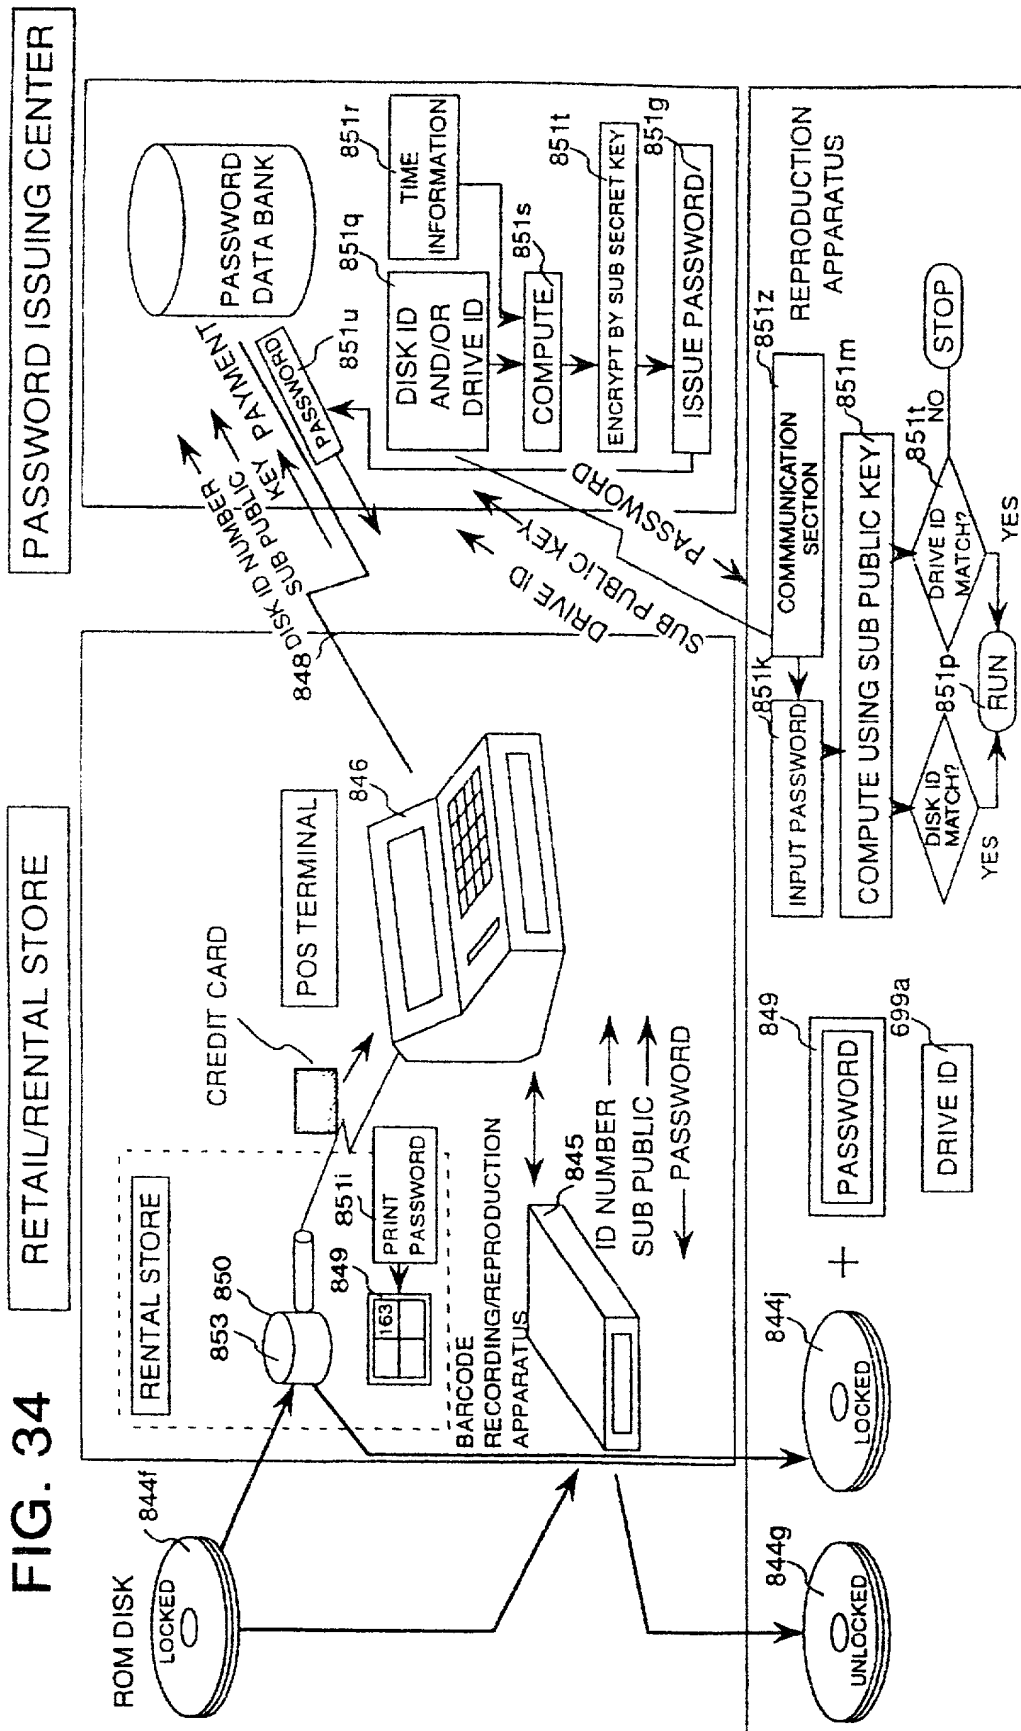 FIG. 34
RETAIL/RENTAL STORE
PASSWORD ISSUING CENTER
ROM DISK
844f
LOCKED
RENTAL STORE
853
850
851i
PRINT
PASSWORD
849
163
CREDIT CARD
POS TERMINAL
846
BARCODE
RECORDING/REPRODUCTION
APPARATUS
845
ID NUMBER
SUB PUBLIC
PASSWORD
848
DISK ID NUMBER
SUB PUBLIC
KEY
PAYMENT
PASSWORD
851u
PASSWORD
DATA BANK
851q
DISK ID
AND/OR
DRIVE ID
851r
TIME
INFORMATION
851s
COMPUTE
851t
ENCRYPT BY SUB SECRET KEY
851g
ISSUE PASSWORD
PASSWORD
SUB PUBLIC KEY
DRIVE ID
844g
UNLOCKED
844j
LOCKED
+
849
PASSWORD
699a
DRIVE ID
REPRODUCTION
APPARATUS
851z
COMMMUNICATION
SECTION
851k
INPUT PASSWORD
851m
COMPUTE USING SUB PUBLIC KEY
DISK ID
MATCH?
YES
851p
RUN
851t
DRIVE ID
MATCH?
NO
YES
STOP